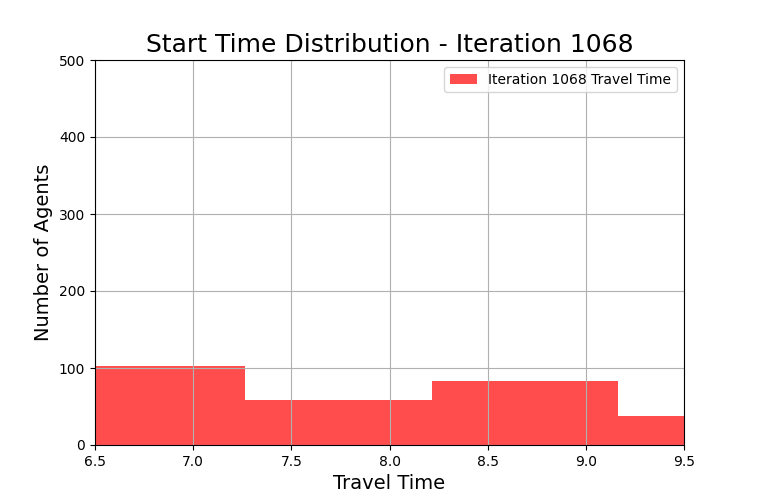 Start Time Distribution - Iteration 1068
Iteration 1068 Travel Time
Number of Agents
500
400
300
200
100
0
6.5 7.0 7.5 8.0 8.5 9.0 9.5
Travel Time